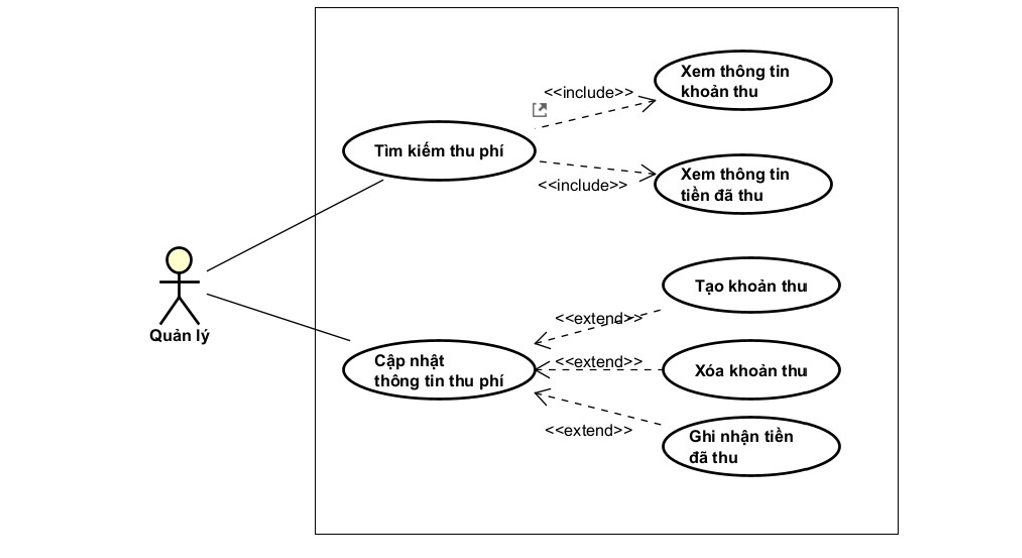 Xem thông tin
khoản thu
<<include>>
Tìm kiếm thu phí
Xem thông tin
tiền đã thu
<<include>>
Tạo khoản thu
<<extend>>
Quản lý
Cập nhật
thông tin thu phí
<<extend>>
Xóa khoản thu
<<extend>>
Ghi nhận tiền
đã thu